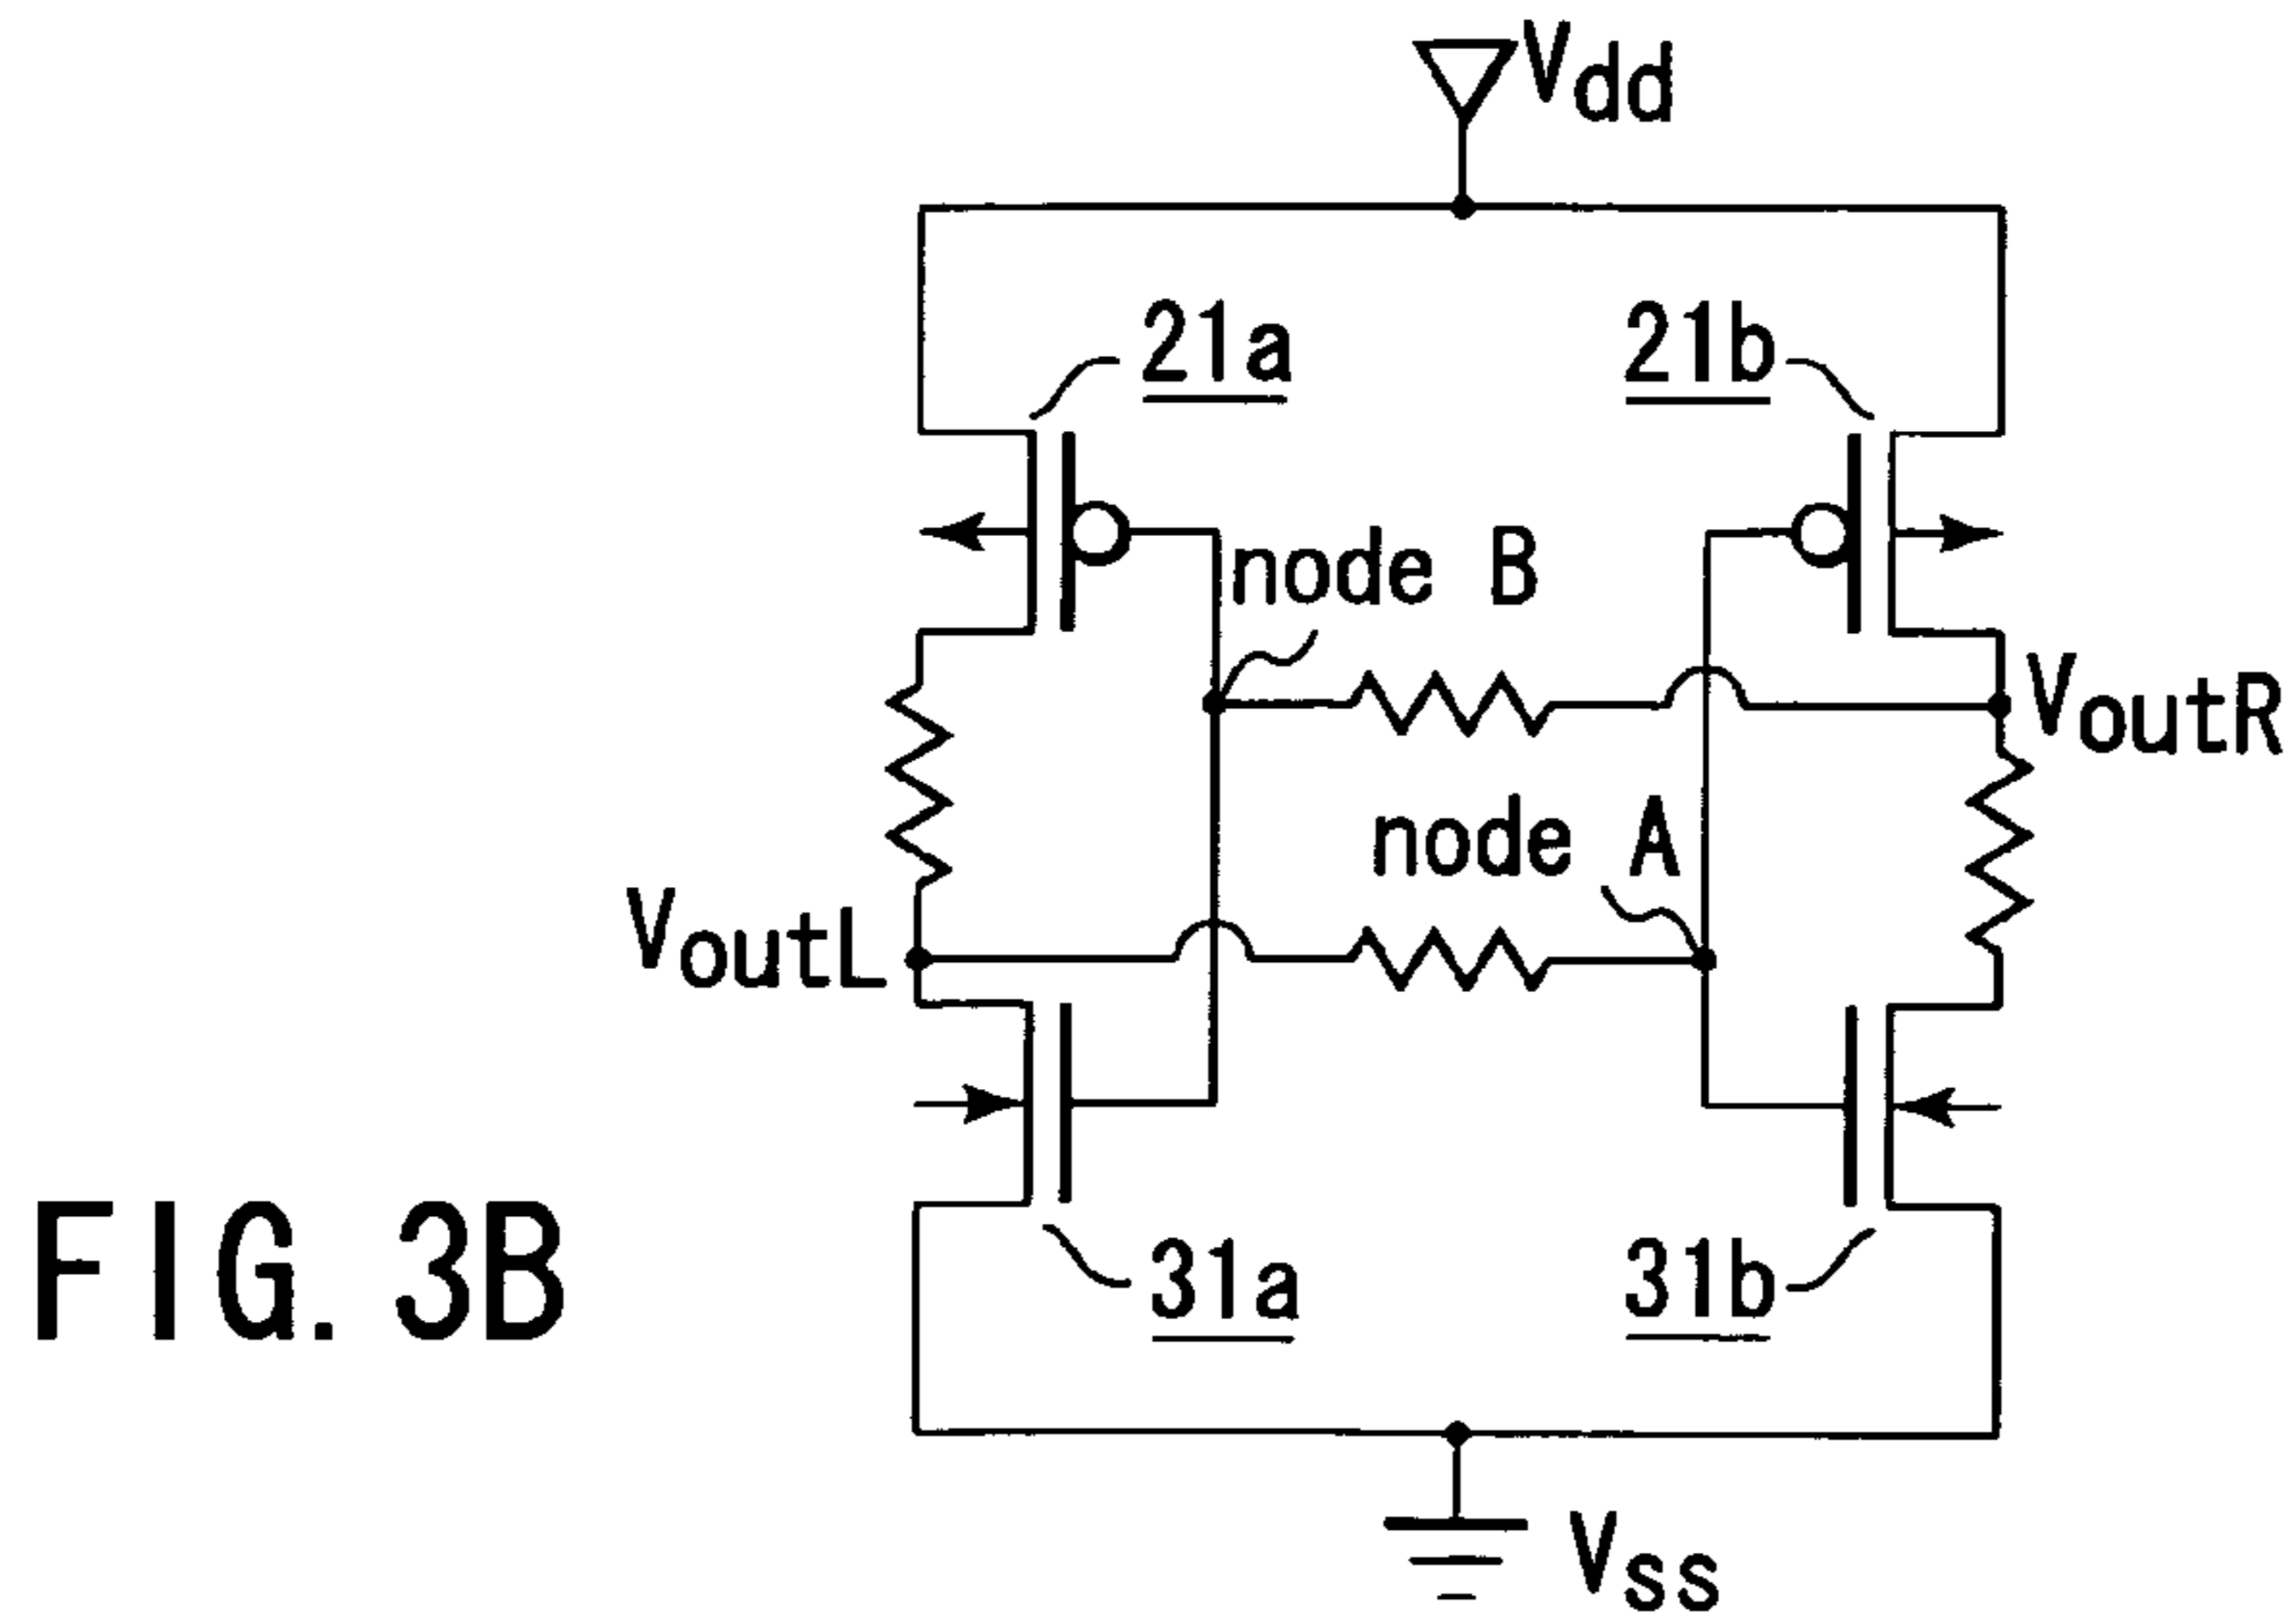 Vdd
21a
21b
node B
VoutR
node A
VoutL
31a
31b
FIG. 3B
Vss